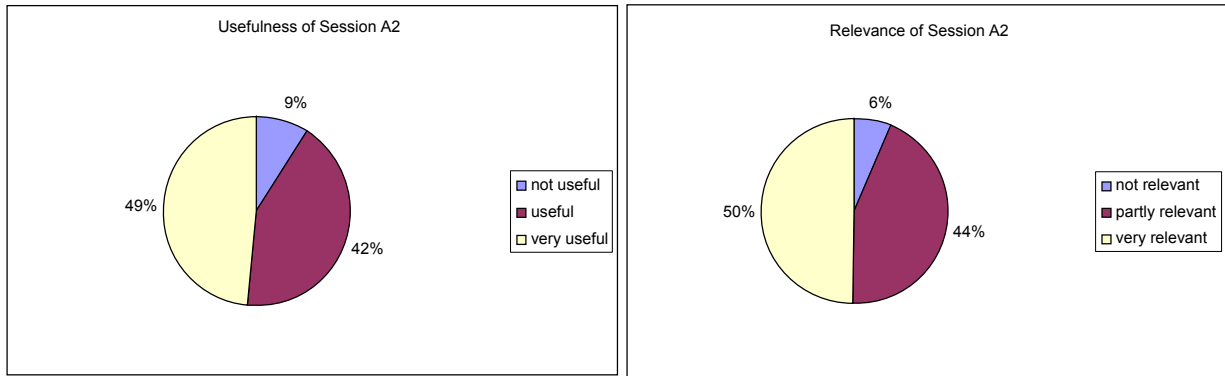 Usefulness of Session A2
9%
49%
42%
not useful
useful
very useful
Relevance of Session A2
6%
50%
44%
not relevant
partly relevant
very relevant